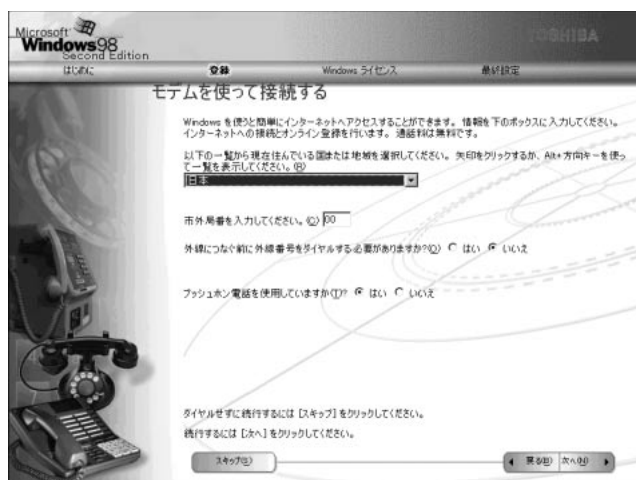 Microsoft
Windows98
Second Edition
TOSHIBA
はじめに 登録 Windows ライセンス 最終設定
モデムを使って接続する
Windows を使うと簡単にインターネットへアクセスすることができます。 情報を下のボックスに入力してください。
インターネットへの接続とオンライン登録を行います。 通話料は無料です。
以下の一覧から現在住んでいる国または地域を選択してください。 矢印をクリックするか、Alt+方向キーを使っ
て一覧を表示してください。(R)
日本
市外局番を入力してください。(C) 00
外線につなぐ前に外線番号をダイヤルする必要がありますか?(O) はい いいえ
プッシュホン電話を使用していますか(T)? はい いいえ
ダイヤルせずに続行するには [スキップ] をクリックしてください。
続行するには [次へ] をクリックしてください。
スキップ(S) 戻る(B) 次へ(N)